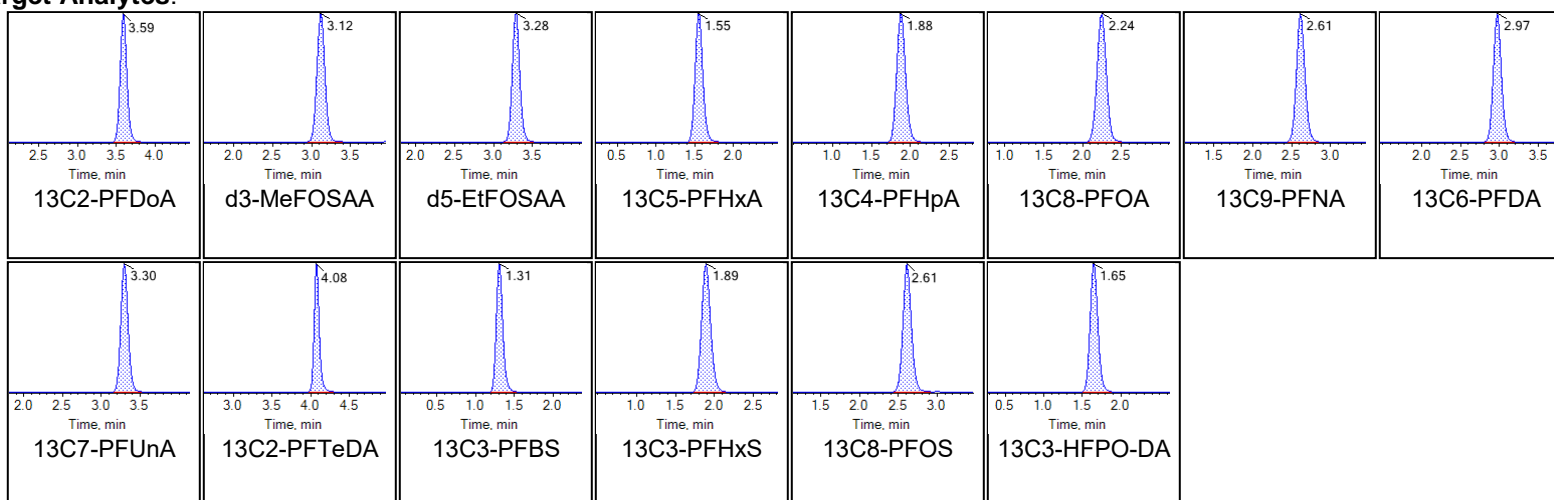 arget Analytes:
3.59
2.5 3.0 3.5 4.0
Time, min
13C2-PFDoA
3.12
2.0 2.5 3.0 3.5
Time, min
d3-MeFOSAA
3.28
2.0 2.5 3.0 3.5
Time, min
d5-EtFOSAA
1.55
0.5 1.0 1.5 2.0
Time, min
13C5-PFHxA
1.88
1.0 1.5 2.0 2.5
Time, min
13C4-PFHpA
2.24
1.0 1.5 2.0 2.5
Time, min
13C8-PFOA
2.61
1.5 2.0 2.5 3.0
Time, min
13C9-PFNA
2.97
2.0 2.5 3.0 3.5
Time, min
13C6-PFDA
3.30
2.0 2.5 3.0 3.5
Time, min
13C7-PFUnA
4.08
3.0 3.5 4.0 4.5
Time, min
13C2-PFTeDA
1.31
0.5 1.0 1.5 2.0
Time, min
13C3-PFBS
1.89
1.0 1.5 2.0 2.5
Time, min
13C3-PFHxS
2.61
1.5 2.0 2.5 3.0
Time, min
13C8-PFOS
1.65
0.5 1.0 1.5 2.0
Time, min
13C3-HFPO-DA